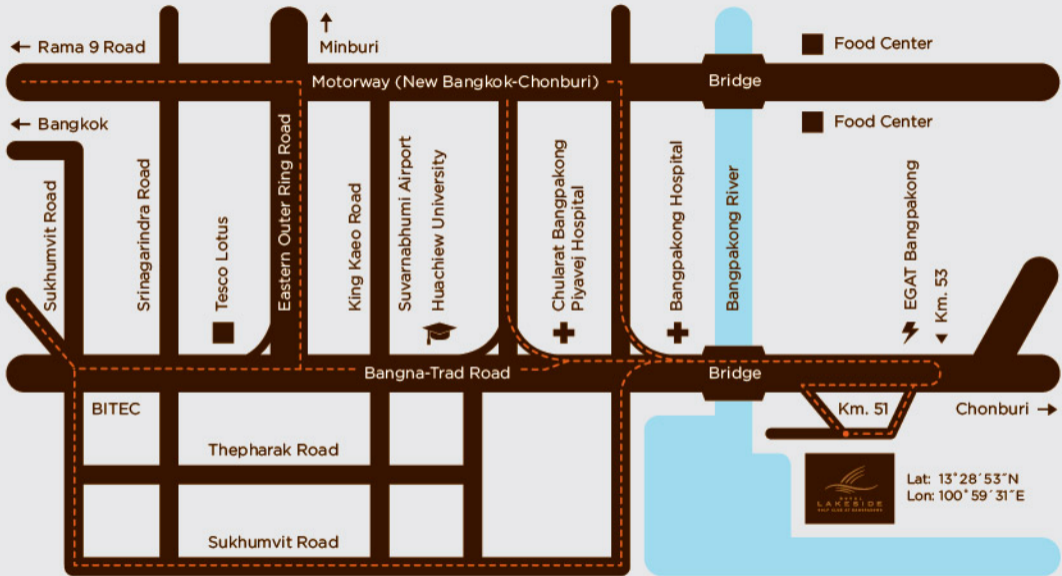 ← Rama 9 Road
↑
Minburi
Food Center
Motorway (New Bangkok-Chonburi)
Bridge
← Bangkok
Food Center
Sukhumvit Road
Srinagarindra Road
Tesco Lotus
Eastern Outer Ring Road
King Kaeo Road
Suvarnabhumi Airport
Huachiew University
Chularat Bangpakong
Piyavej Hospital
Bangpakong Hospital
Bangpakong River
EGAT Bangpakong
Km. 53
Bangna-Trad Road
Bridge
BITEC
Km. 51
Chonburi →
Thepharak Road
Lat: 13°28´53˝N
Lon: 100°59´31˝E
LAKESIDE
Sukhumvit Road